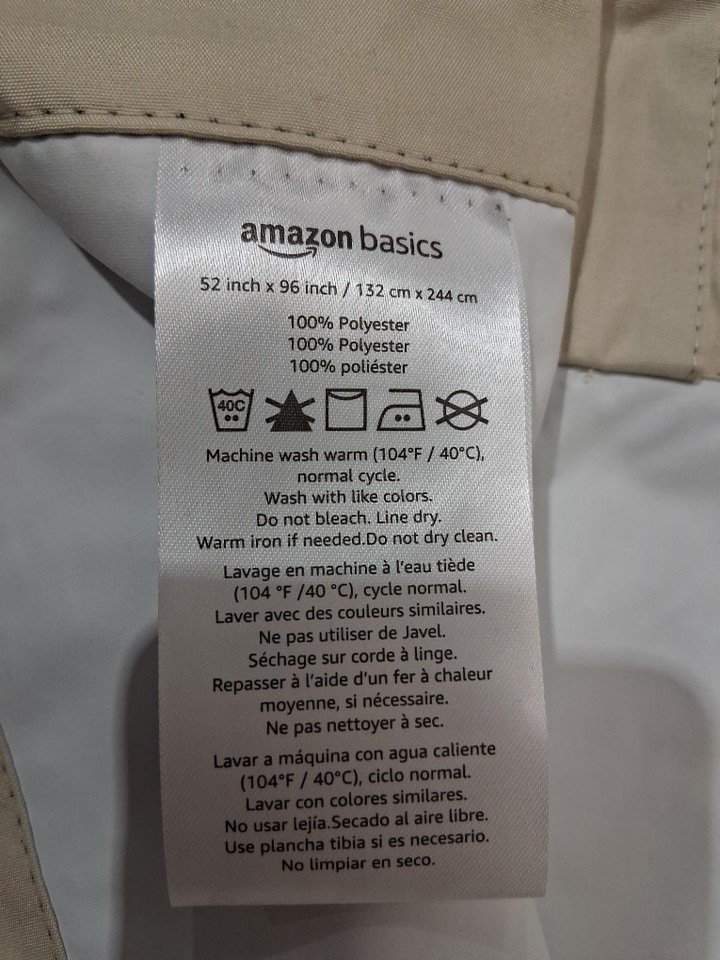 amazon basics
52 inch x 96 inch / 132 cm x 244 cm
100% Polyester
100% Polyester
100% poliéster
40C
Machine wash warm (104°F / 40°C),
normal cycle.
Wash with like colors.
Do not bleach. Line dry.
Warm iron if needed.Do not dry clean.
Lavage en machine à l'eau tiède
(104 °F /40 °C), cycle normal.
Laver avec des couleurs similaires.
Ne pas utiliser de Javel.
Séchage sur corde à linge.
Repasser à l'aide d'un fer à chaleur
moyenne, si nécessaire.
Ne pas nettoyer à sec.
Lavar a máquina con agua caliente
(104°F / 40°C), ciclo normal.
Lavar con colores similares.
No usar lejía.Secado al aire libre.
Use plancha tibia si es necesario.
No limpiar en seco.